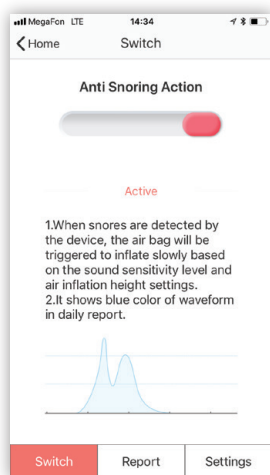 MegaFon LTE 14:34
Home Switch
Anti Snoring Action
Active
1.When snores are detected by
the device, the air bag will be
triggered to inflate slowly based
on the sound sensitivity level and
air inflation height settings.
2.It shows blue color of waveform
in daily report.
Switch Report Settings